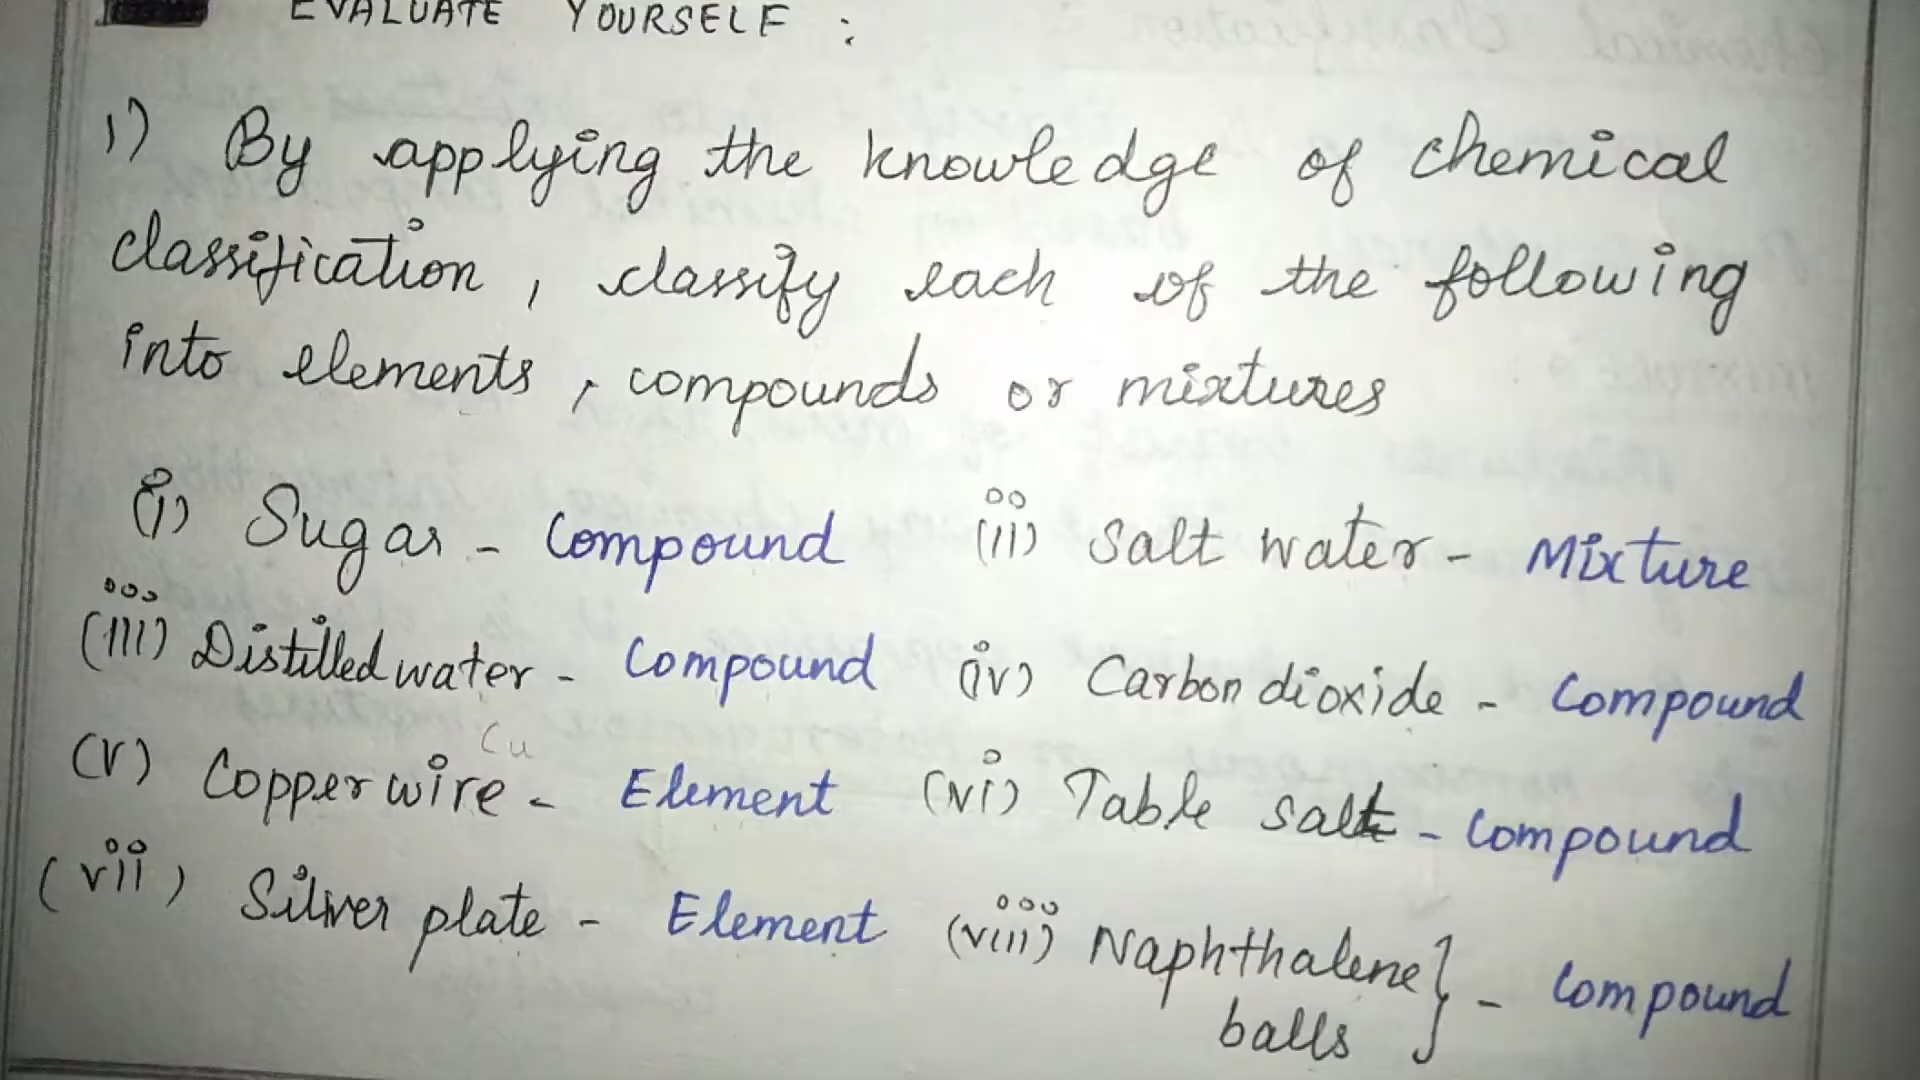 EVALUATE YOURSELF :
1) By applying the knowledge of chemical
classification, classify each of the following
into elements, compounds or mixtures
(i) Sugar - Compound (ii) Salt water - Mixture
(iii) Distilled water - Compound (iv) Carbon dioxide - Compound
Cu
(v) Copper wire - Element (vi) Table salt - Compound
(vii) Silver plate - Element (viii) Naphthalene } - Compound
balls